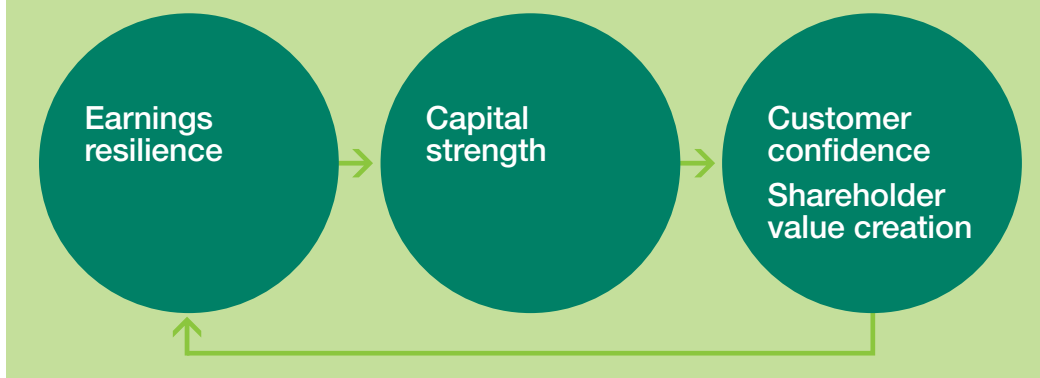 Earnings
resilience
Capital
strength
Customer
confidence
Shareholder
value creation